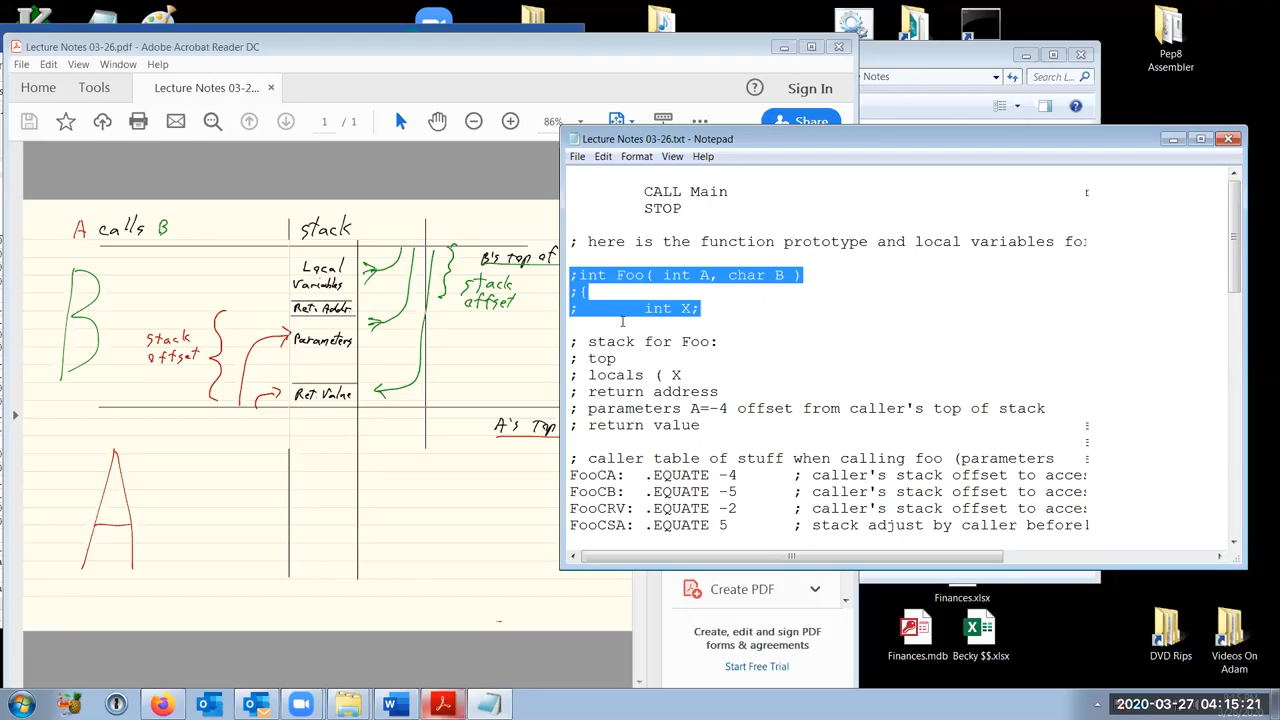 Pep8
Assembler
Lecture Notes 03-26.pdf - Adobe Acrobat Reader DC
File Edit View Window Help
Home Tools Lecture Notes 03-2... × Sign In
1 / 1 86% Share
Notes Search L...
A calls B stack
Local
Variables
Ret. Addr.
Parameters
Ret. Value
B's top of
stack
offset
stack
offset
B
A's Top
A
Lecture Notes 03-26.txt - Notepad
File Edit Format View Help
CALL Main
STOP
; here is the function prototype and local variables for
;int Foo( int A, char B )
;{
; int X;
; stack for Foo:
; top
; locals ( X
; return address
; parameters A=-4 offset from caller's top of stack
; return value
; caller table of stuff when calling foo (parameters
FooCA: .EQUATE -4 ; caller's stack offset to acces
FooCB: .EQUATE -5 ; caller's stack offset to acces
FooCRV: .EQUATE -2 ; caller's stack offset to acces
FooCSA: .EQUATE 5 ; stack adjust by caller before
Create PDF
Create, edit and sign PDF
forms & agreements
Start Free Trial
Finances.xlsx
Finances.mdb Becky $$.xlsx
DVD Rips Videos On
Adam
2020-03-27 04:15:21